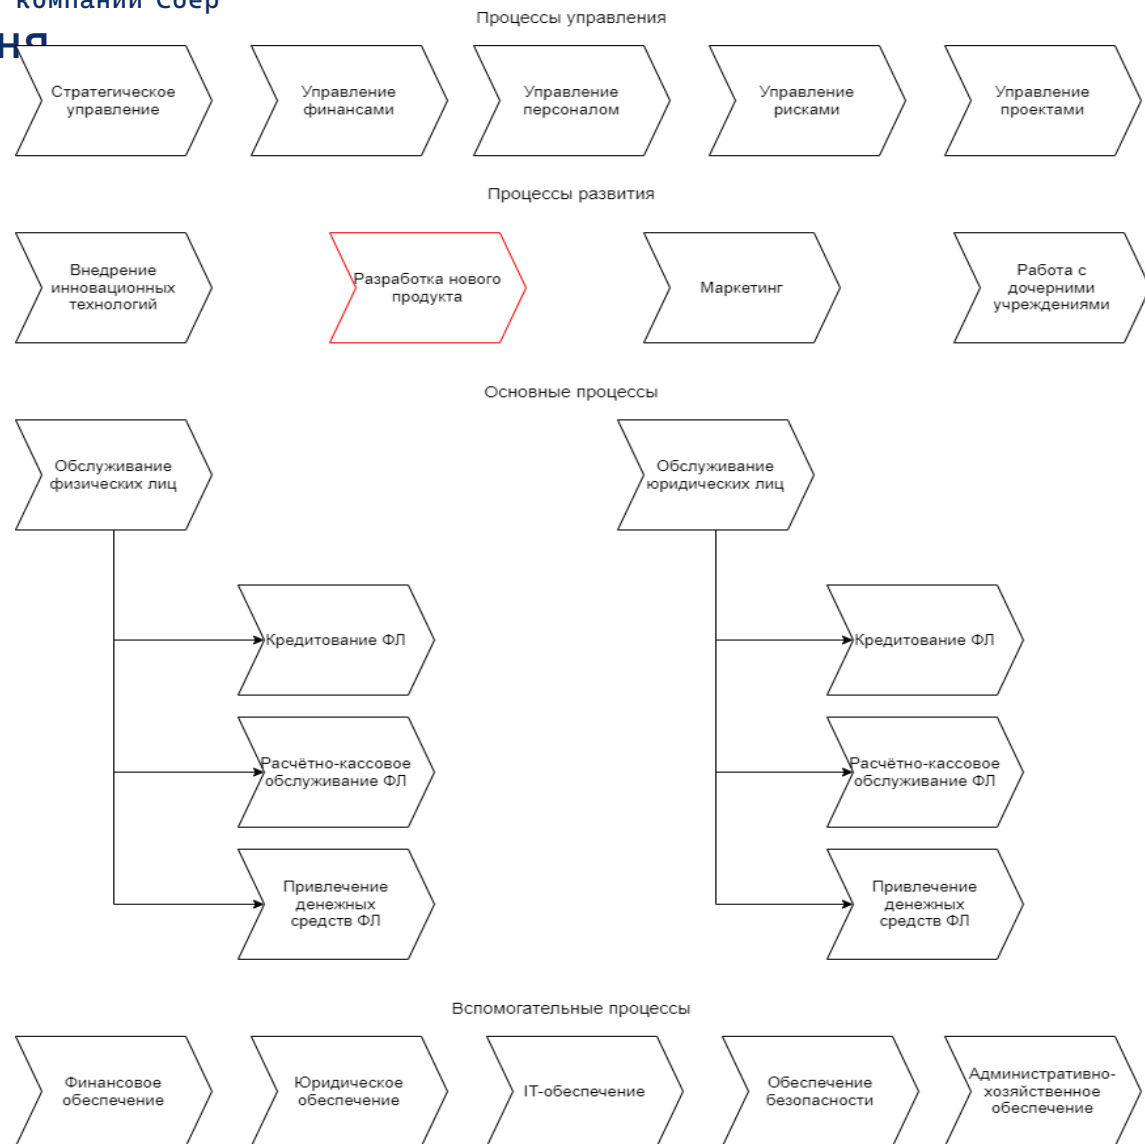 компании Сбер
ня
Процессы управления
Стратегическое
управление
Управление
финансами
Управление
персоналом
Управление
рисками
Управление
проектами
Процессы развития
Внедрение
инновационных
технологий
Разработка нового
продукта
Маркетинг
Работа с
дочерними
учреждениями
Основные процессы
Обслуживание
физических лиц
Обслуживание
юридических лиц
Кредитование ФЛ
Кредитование ФЛ
Расчётно-кассовое
обслуживание ФЛ
Расчётно-кассовое
обслуживание ФЛ
Привлечение
денежных
средств ФЛ
Привлечение
денежных
средств ФЛ
Вспомогательные процессы
Финансовое
обеспечение
Юридическое
обеспечение
IT-обеспечение
Обеспечение
безопасности
Административно-
хозяйственное
обеспечение